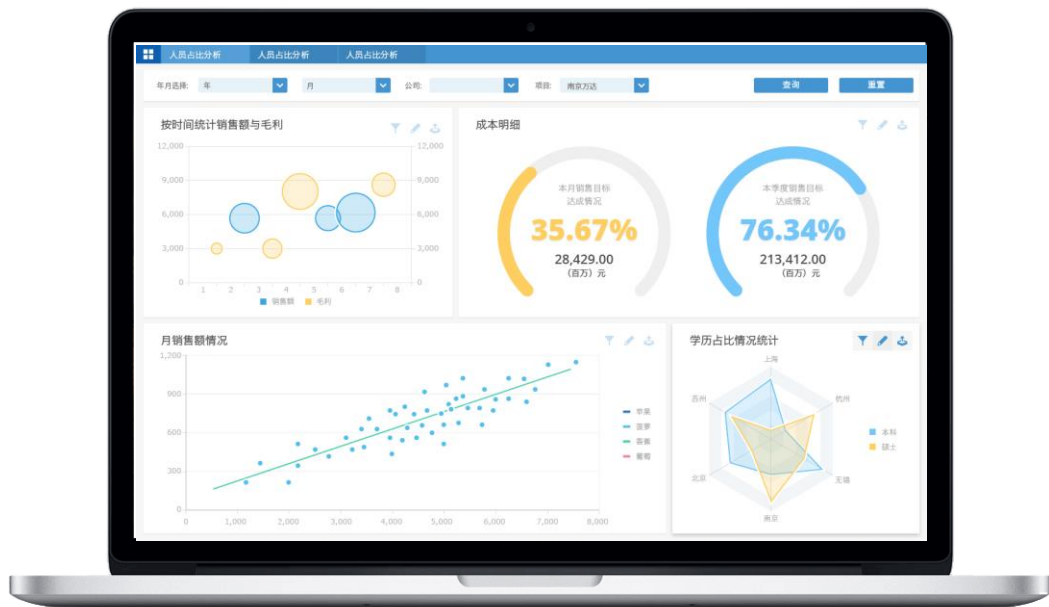 人员占比分析 人员占比分析 人员占比分析
年月选择: 年 月 公司: 项目: 南京万达 查询 重置
按时间统计销售额与毛利
12,000 12,000
9,000 9,000
6,000 6,000
3,000 3,000
0 0
1 2 3 4 5 6 7 8
销售额 毛利
成本明细
本月销售目标
达成情况
35.67%
28,429.00
(百万) 元
本季度销售目标
达成情况
76.34%
213,412.00
(百万) 元
月销售额情况
1,200
900
600
300
0
0 1,000 2,000 3,000 4,000 5,000 6,000 7,000 8,000
苹果
菠萝
香蕉
葡萄
学历占比情况统计
上海
苏州 杭州
北京 无锡
南京
本科
硕士